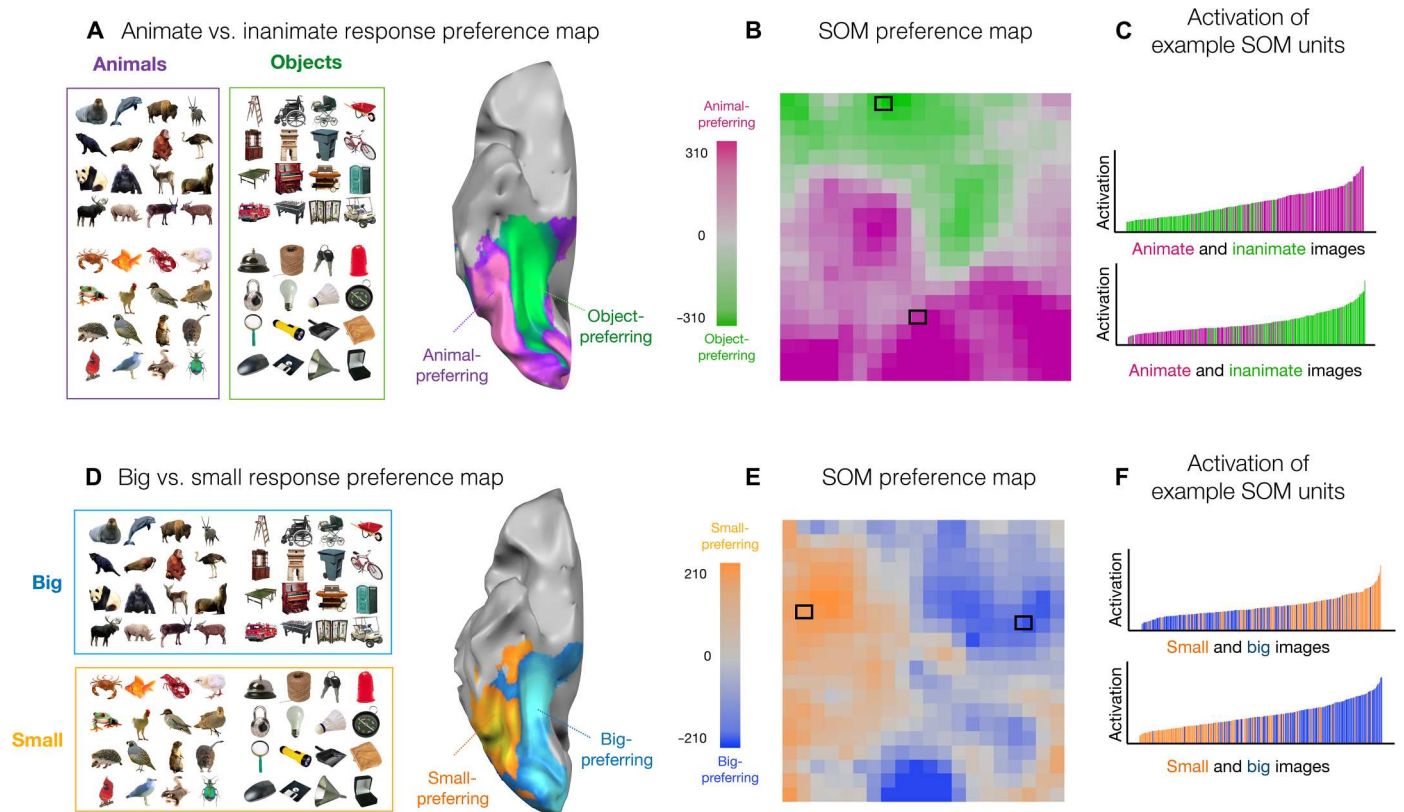 A Animate vs. inanimate response preference map
Animals
Objects
Object-
preferring
Animal-
preferring
B SOM preference map
Animal-
preferring
310
0
−310
Object-
preferring
C Activation of
example SOM units
Activation
Animate and inanimate images
Activation
Animate and inanimate images
D Big vs. small response preference map
Big
Small
Big-
preferring
Small-
preferring
E SOM preference map
Small-
preferring
210
0
−210
Big-
preferring
F Activation of
example SOM units
Activation
Small and big images
Activation
Small and big images